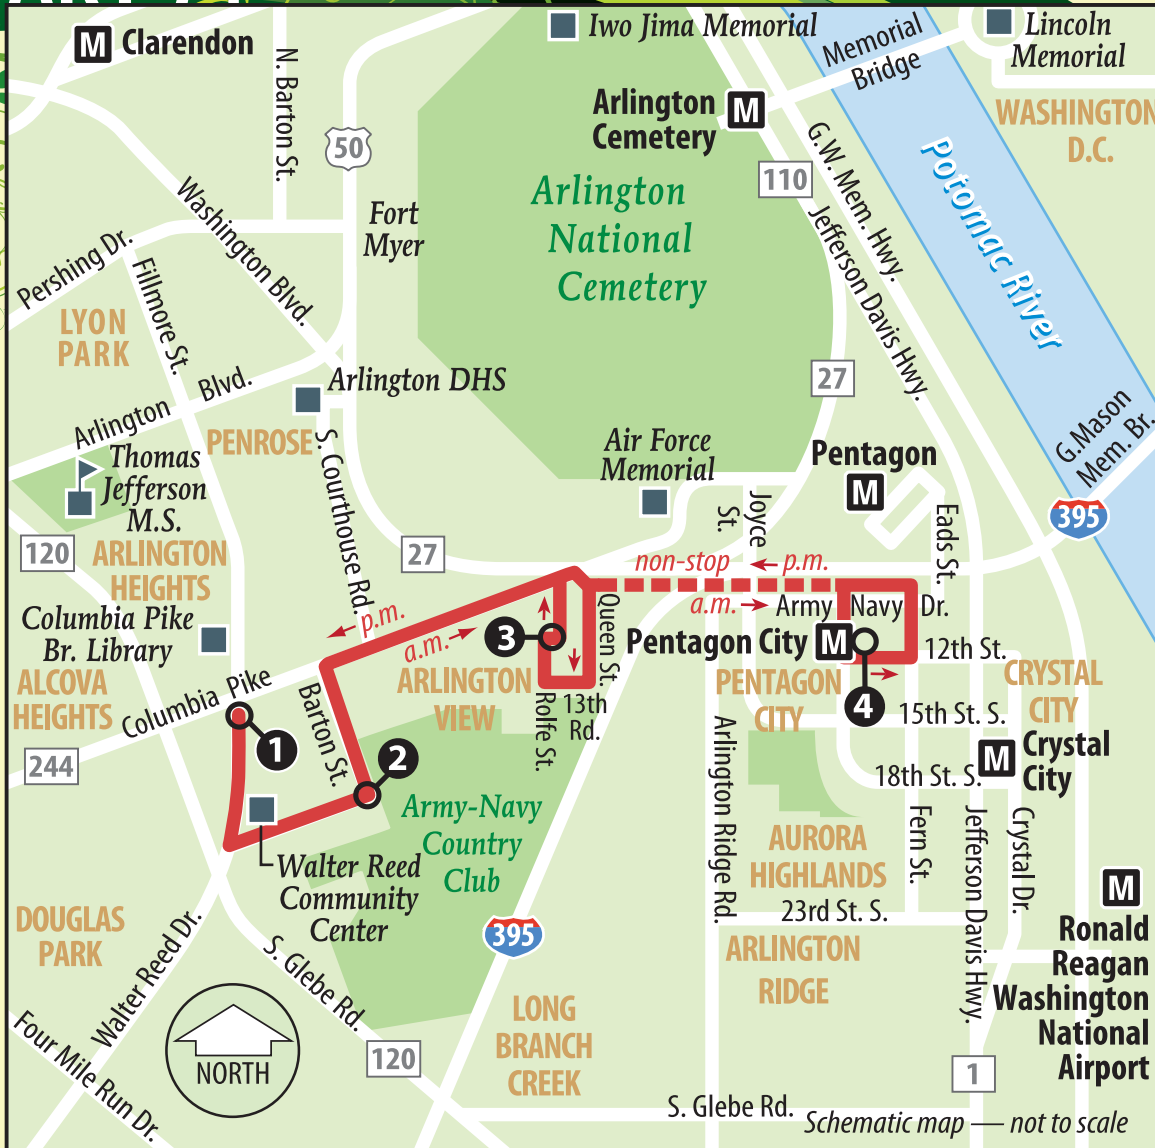 Clarendon
M
N. Barton St.
Iwo Jima Memorial
Memorial
Bridge
Lincoln
Memorial
WASHINGTON
D.C.
Arlington
Cemetery
M
50
110
G.W. Mem. Hwy.
Potomac River
Arlington
National
Cemetery
Fort
Myer
Washington Blvd.
Pershing Dr.
Fillmore St.
Jefferson Davis Hwy.
LYON
PARK
27
Arlington Blvd.
Arlington DHS
PENROSE
S. Courthouse Rd.
Thomas
Jefferson
M.S.
Air Force
Memorial
Pentagon
M
G.Mason
Mem. Br.
395
Joyce
St.
Eads St.
120
ARLINGTON
HEIGHTS
27
non-stop
p.m.
a.m.
Army Navy Dr.
Columbia Pike
Br. Library
p.m.
a.m.
3
Queen St.
Pentagon City
M
12th St.
ALCOVA
HEIGHTS
Columbia Pike
ARLINGTON
VIEW
Rolfe St.
13th
Rd.
PENTAGON
CITY
4
CRYSTAL
CITY
15th St. S.
244
1
Barton St.
2
Arlington Ridge Rd.
18th St. S.
M
Crystal
City
Army-Navy
Country
Club
Walter Reed
Community
Center
AURORA
HIGHLANDS
Fern St.
Jefferson Davis Hwy.
Crystal Dr.
23rd St. S.
M
Ronald
Reagan
Washington
National
Airport
DOUGLAS
PARK
Walter Reed Dr.
S. Glebe Rd.
395
ARLINGTON
RIDGE
LONG
BRANCH
CREEK
NORTH
Four Mile Run Dr.
120
1
S. Glebe Rd.
Schematic map — not to scale